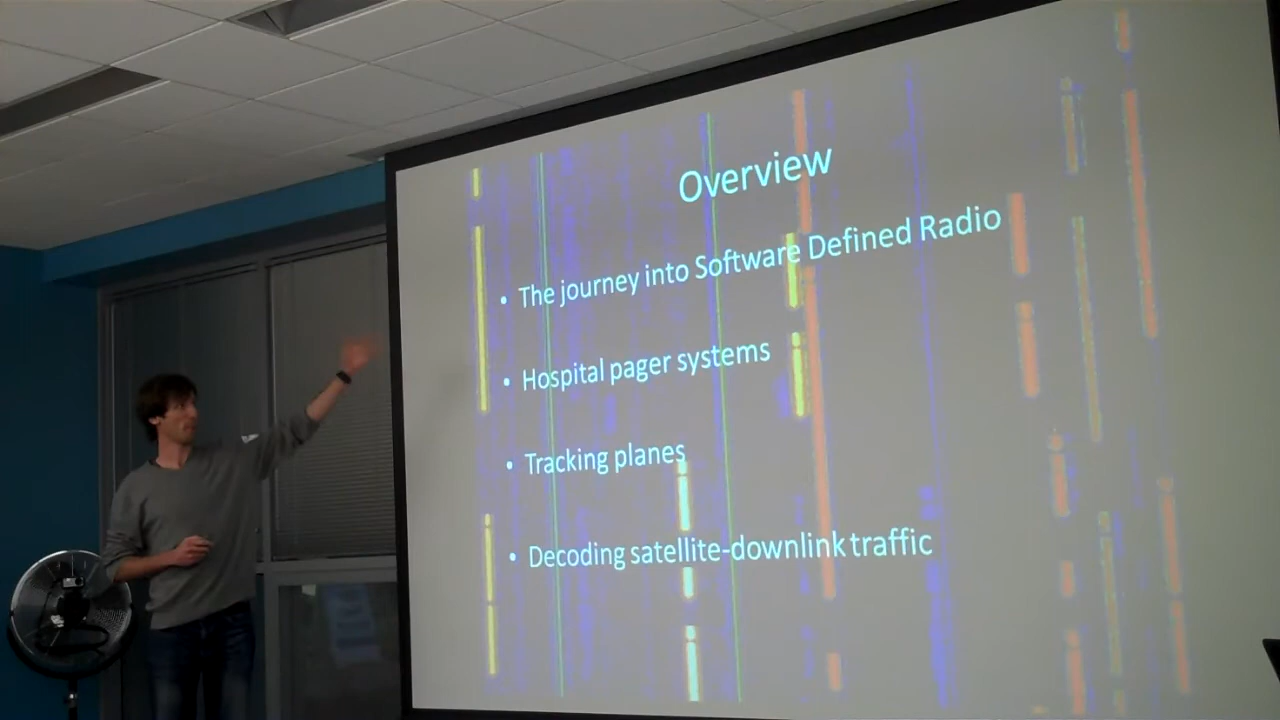 Overview
• The journey into Software Defined Radio
• Hospital pager systems
• Tracking planes
• Decoding satellite-downlink traffic